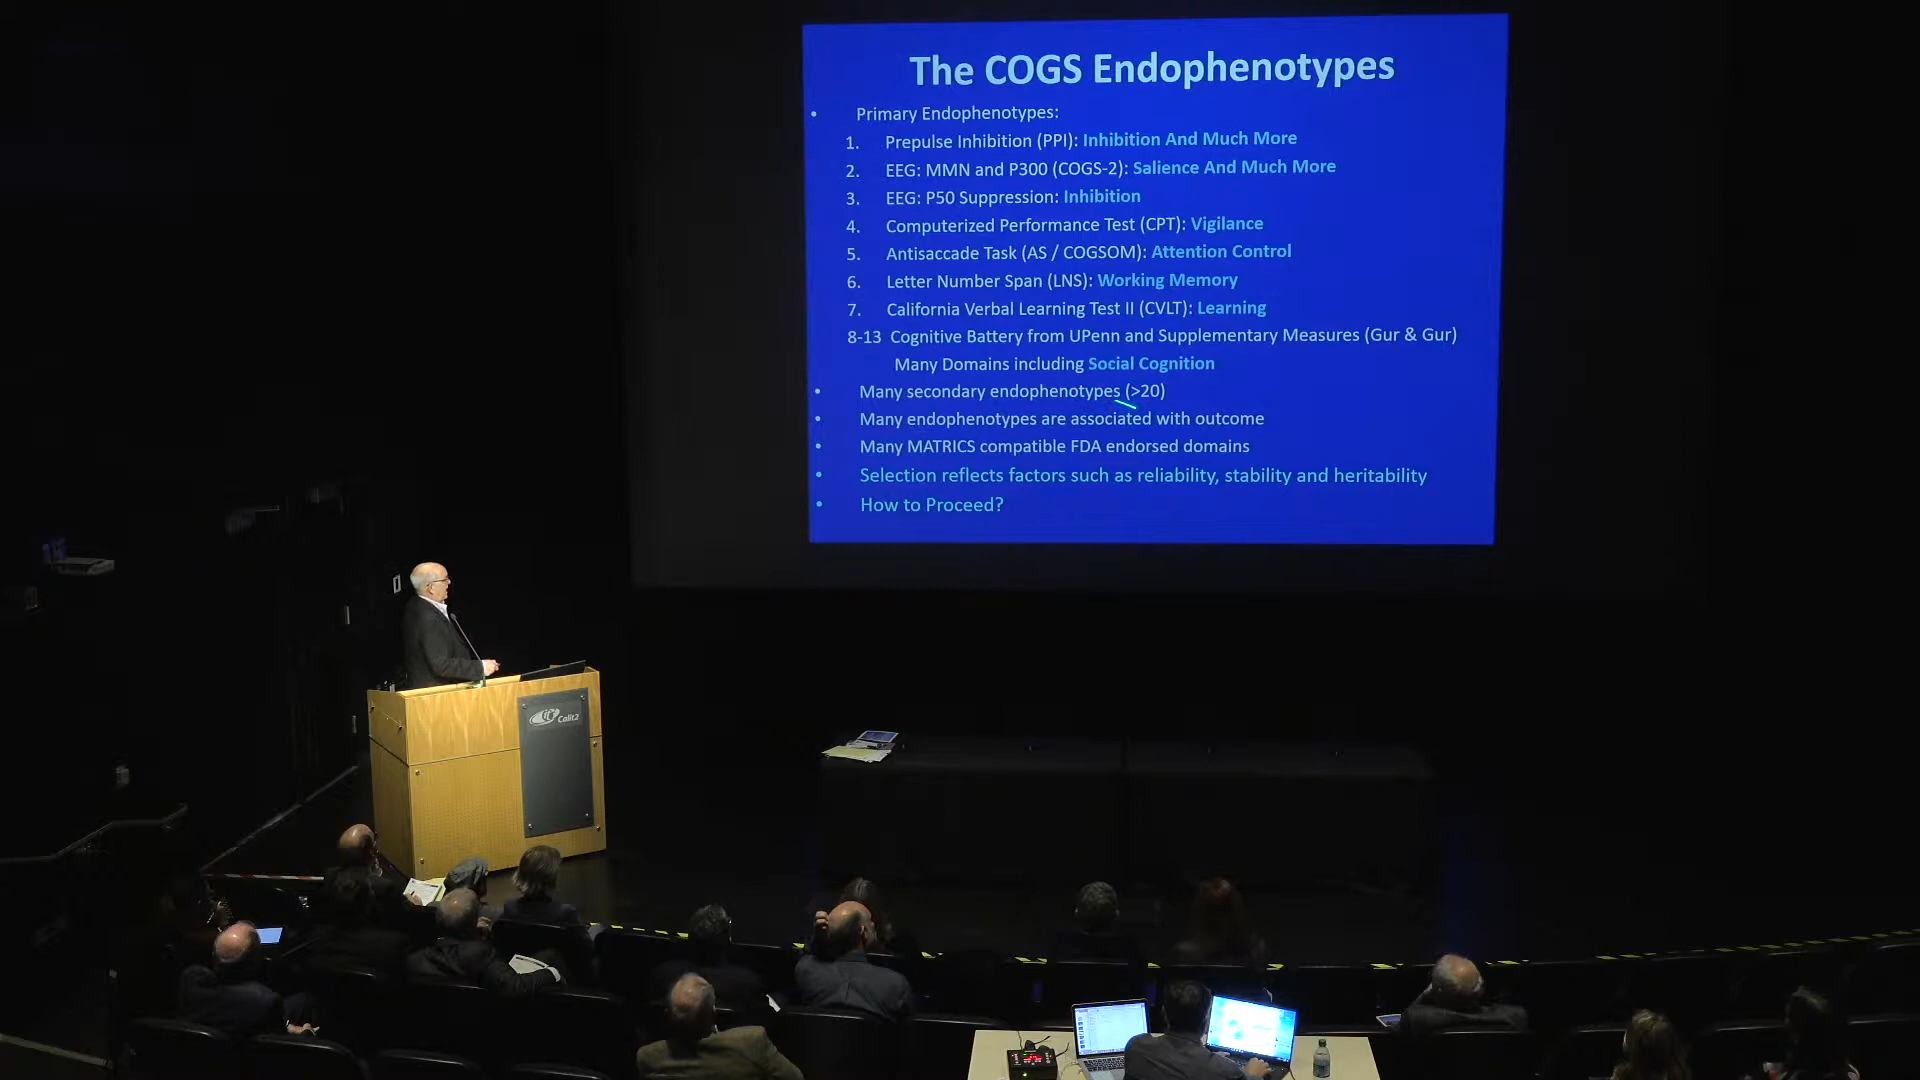 The COGS Endophenotypes
• Primary Endophenotypes:
1. Prepulse Inhibition (PPI): Inhibition And Much More
2. EEG: MMN and P300 (COGS-2): Salience And Much More
3. EEG: P50 Suppression: Inhibition
4. Computerized Performance Test (CPT): Vigilance
5. Antisaccade Task (AS / COGSOM): Attention Control
6. Letter Number Span (LNS): Working Memory
7. California Verbal Learning Test II (CVLT): Learning
8-13 Cognitive Battery from UPenn and Supplementary Measures (Gur & Gur)
Many Domains including Social Cognition
• Many secondary endophenotypes (>20)
• Many endophenotypes are associated with outcome
• Many MATRICS compatible FDA endorsed domains
• Selection reflects factors such as reliability, stability and heritability
• How to Proceed?
Calit2